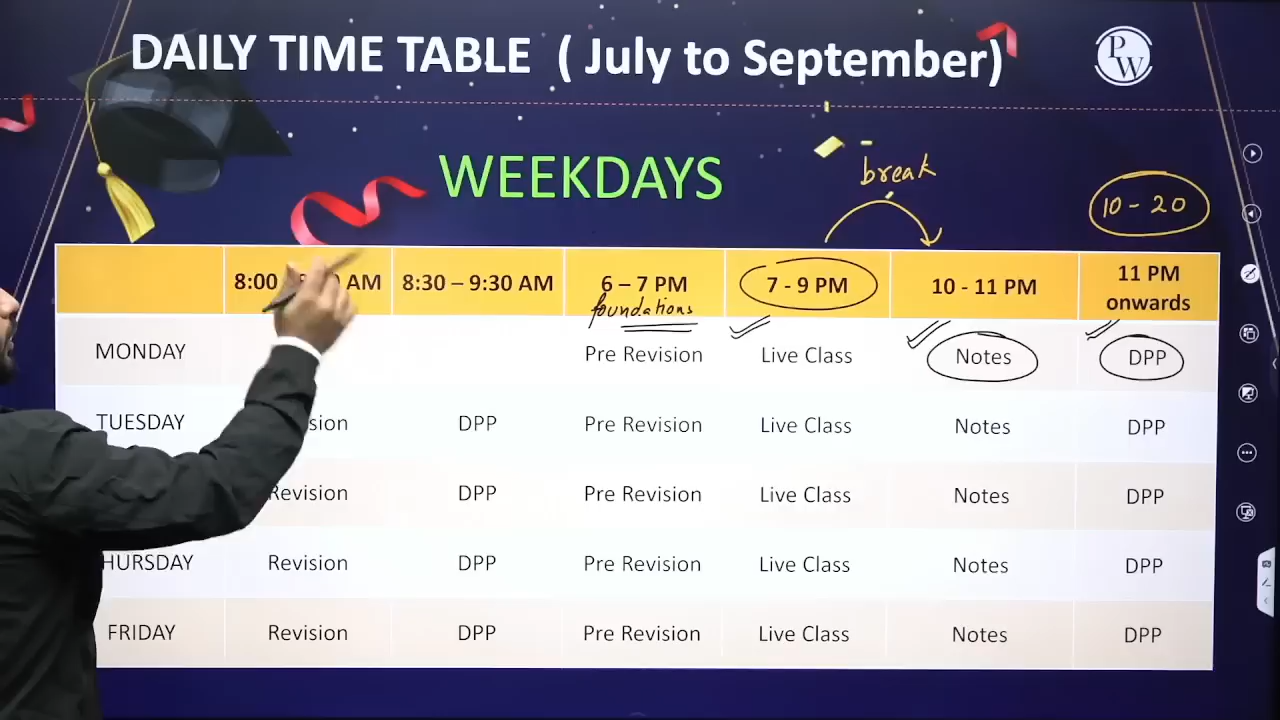 DAILY TIME TABLE ( July to September)
PW
WEEKDAYS
break
10 - 20
8:00 AM 8:30 – 9:30 AM 6 – 7 PM 7 - 9 PM 10 - 11 PM 11 PM onwards
foundations
MONDAY Pre Revision Live Class Notes DPP
TUESDAY DPP Pre Revision Live Class Notes DPP
Revision DPP Pre Revision Live Class Notes DPP
HURSDAY Revision DPP Pre Revision Live Class Notes DPP
FRIDAY Revision DPP Pre Revision Live Class Notes DPP